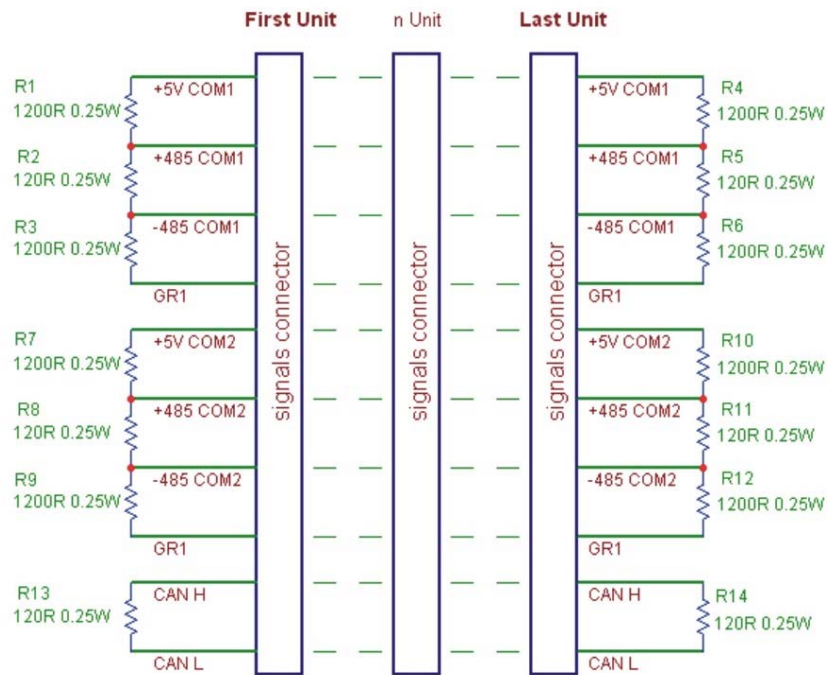 First Unit
n Unit
Last Unit
R1
1200R 0.25W
+5V COM1
+5V COM1
R4
1200R 0.25W
R2
120R 0.25W
+485 COM1
+485 COM1
R5
120R 0.25W
R3
1200R 0.25W
-485 COM1
-485 COM1
R6
1200R 0.25W
GR1
GR1
signals connector
signals connector
signals connector
R7
1200R 0.25W
+5V COM2
+5V COM2
R10
1200R 0.25W
R8
120R 0.25W
+485 COM2
+485 COM2
R11
120R 0.25W
R9
1200R 0.25W
-485 COM2
-485 COM2
R12
1200R 0.25W
GR1
GR1
R13
120R 0.25W
CAN H
CAN H
R14
120R 0.25W
CAN L
CAN L